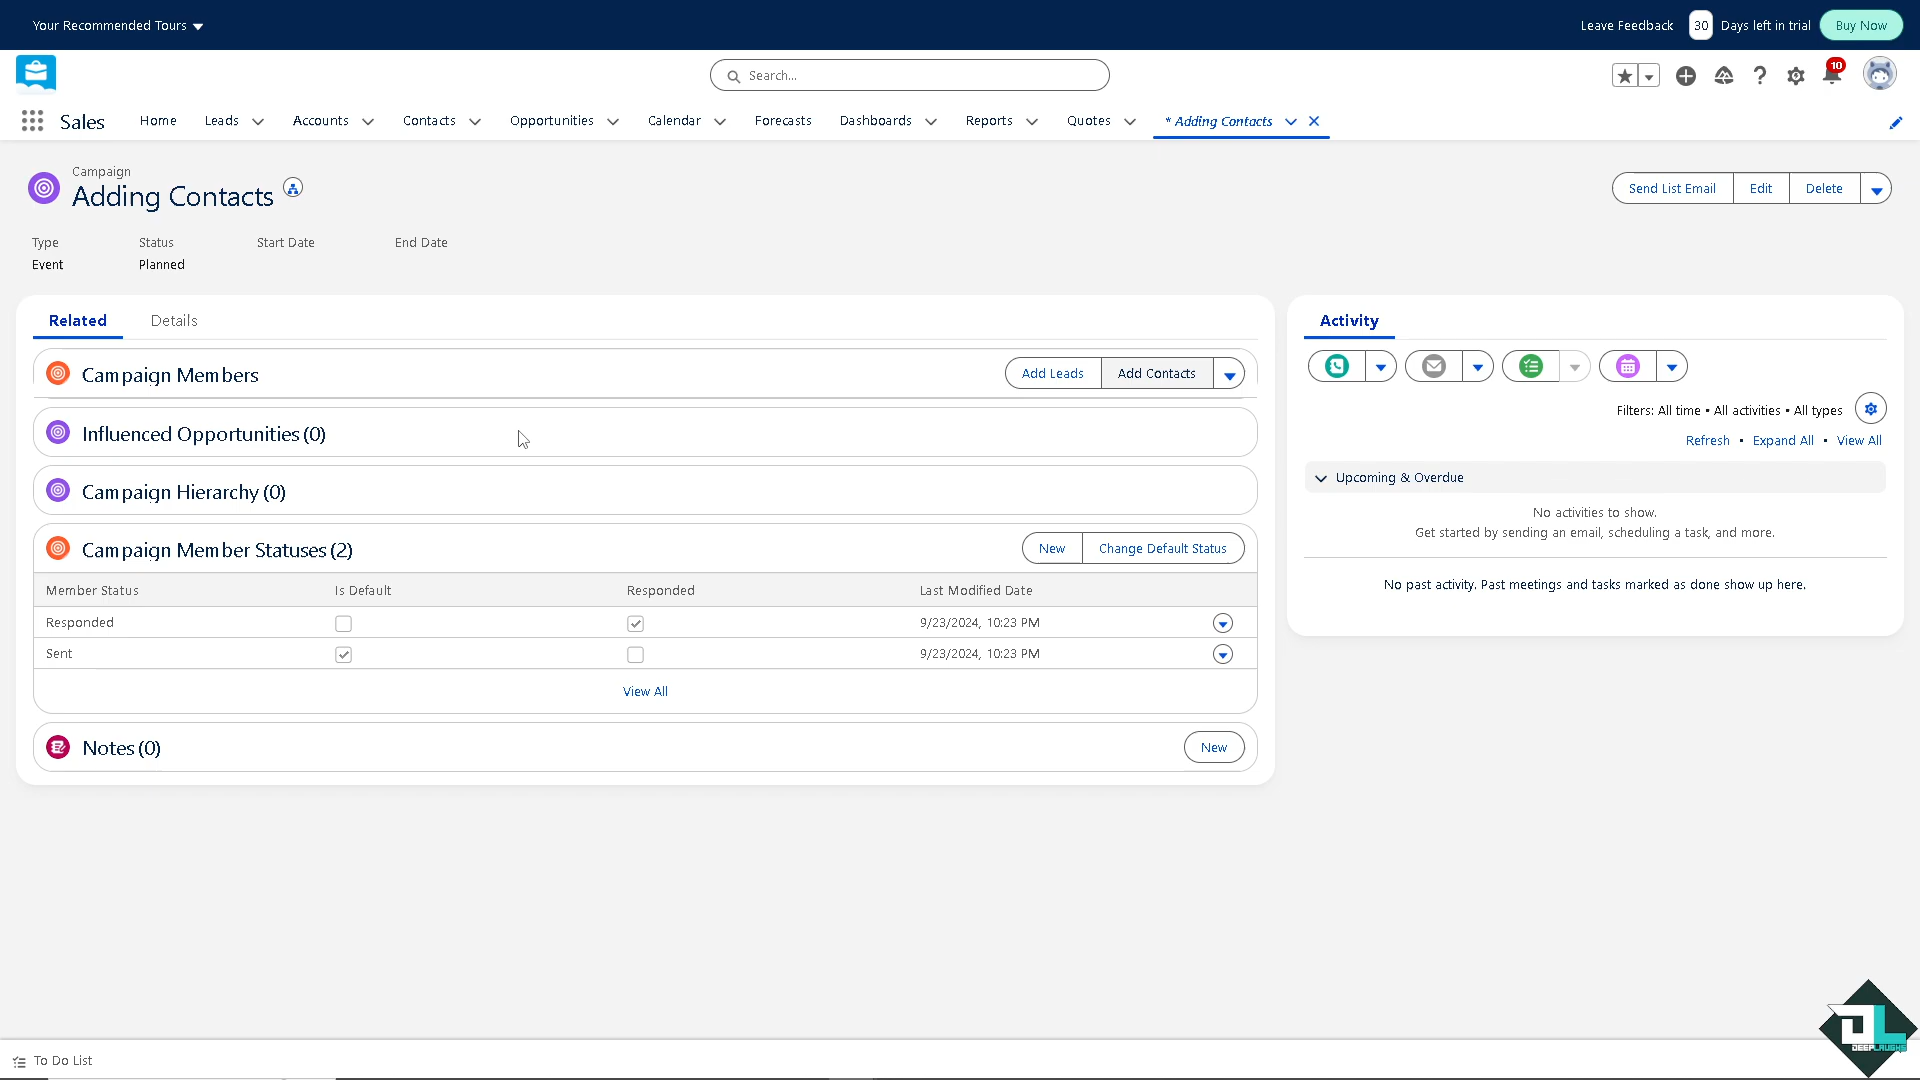 Your Recommended Tours
Leave Feedback 30 Days left in trial Buy Now
Search...
10
Sales Home Leads Accounts Contacts Opportunities Calendar Forecasts Dashboards Reports Quotes * Adding Contacts
Campaign
Adding Contacts
Send List Email Edit Delete
Type Status Start Date End Date
Event Planned
Related Details
Activity
Campaign Members
Add Leads Add Contacts
Filters: All time • All activities • All types
Influenced Opportunities (0)
Refresh • Expand All • View All
Upcoming & Overdue
Campaign Hierarchy (0)
No activities to show.
Get started by sending an email, scheduling a task, and more.
Campaign Member Statuses (2)
New Change Default Status
No past activity. Past meetings and tasks marked as done show up here.
Member Status Is Default Responded Last Modified Date
Responded 9/23/2024, 10:23 PM
Sent 9/23/2024, 10:23 PM
View All
Notes (0)
New
To Do List
DEEPLAUGHS